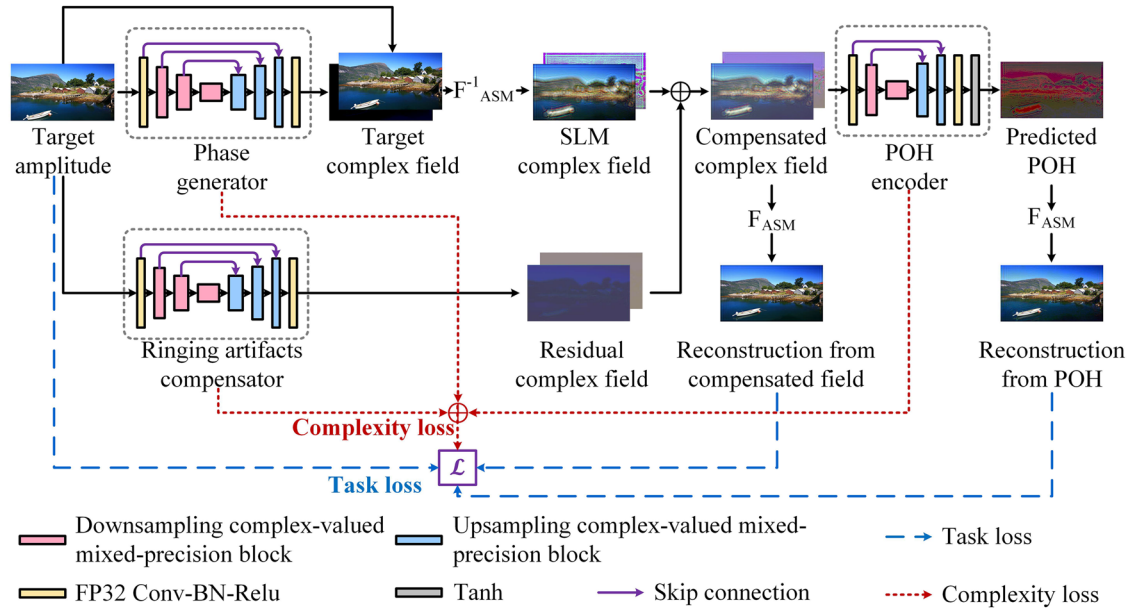 Target
amplitude
Phase
generator
Target
complex field
F⁻¹ASM
SLM
complex field
Compensated
complex field
POH
encoder
Predicted
POH
FASM
FASM
Ringing artifacts
compensator
Residual
complex field
Reconstruction from
compensated field
Reconstruction
from POH
Complexity loss
ℒ
Task loss
Downsampling complex-valued
mixed-precision block
Upsampling complex-valued mixed-
precision block
Task loss
FP32 Conv-BN-Relu
Tanh
Skip connection
Complexity loss